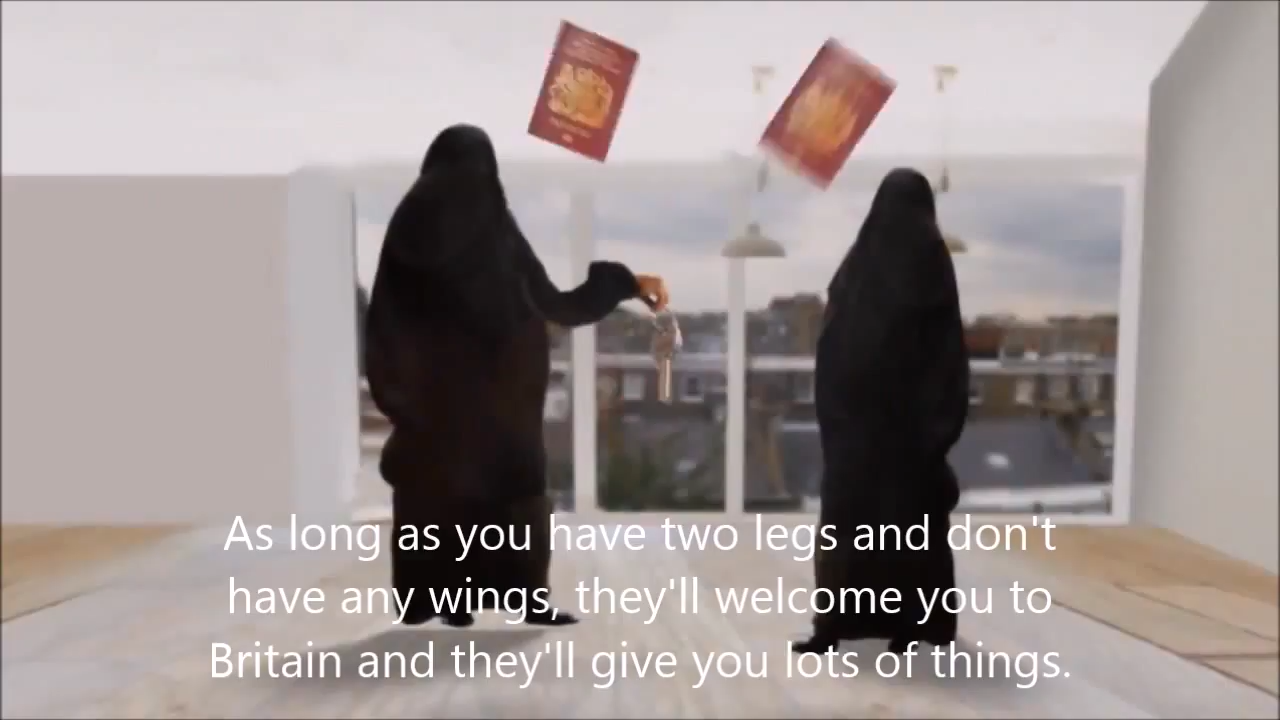 As long as you have two legs and don't
have any wings, they'll welcome you to
Britain and they'll give you lots of things.